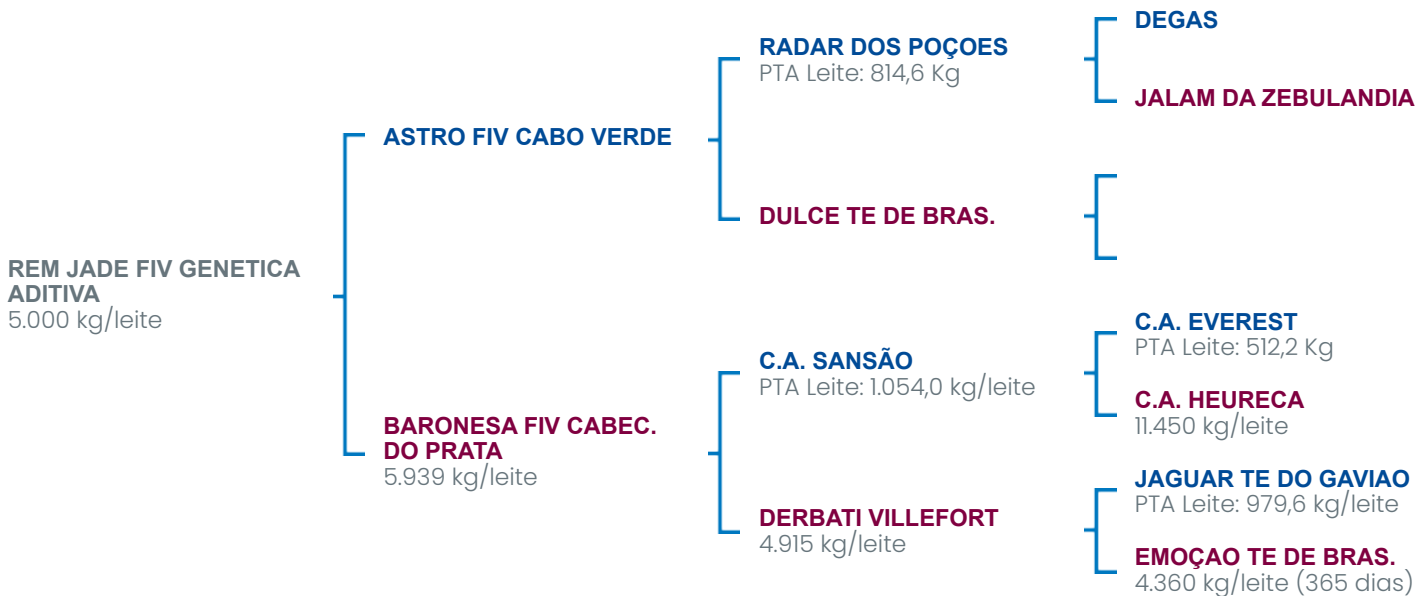 REM JADE FIV GENETICA
ADITIVA
5.000 kg/leite
ASTRO FIV CABO VERDE
BARONESA FIV CABEC.
DO PRATA
5.939 kg/leite
RADAR DOS POÇOES
PTA Leite: 814,6 Kg
DULCE TE DE BRAS.
C.A. SANSÃO
PTA Leite: 1.054,0 kg/leite
DERBATI VILLEFORT
4.915 kg/leite
DEGAS
JALAM DA ZEBULANDIA
C.A. EVEREST
PTA Leite: 512,2 Kg
C.A. HEURECA
11.450 kg/leite
JAGUAR TE DO GAVIAO
PTA Leite: 979,6 kg/leite
EMOÇAO TE DE BRAS.
4.360 kg/leite (365 dias)